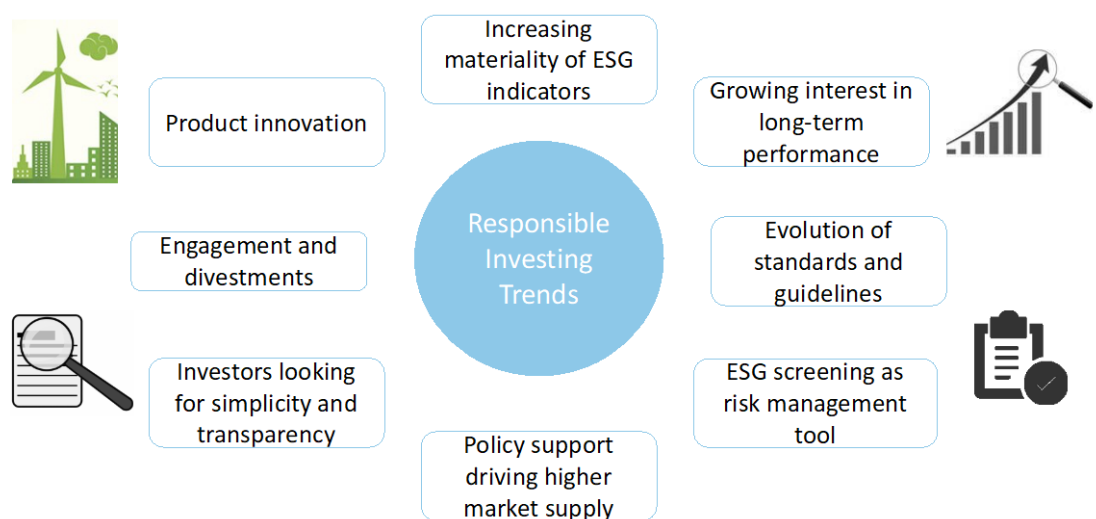 Increasing
materiality of ESG
indicators
Product innovation
Growing interest in
long-term
performance
Responsible
Investing
Trends
Engagement and
divestments
Evolution of
standards and
guidelines
Investors looking
for simplicity and
transparency
ESG screening as
risk management
tool
Policy support
driving higher
market supply